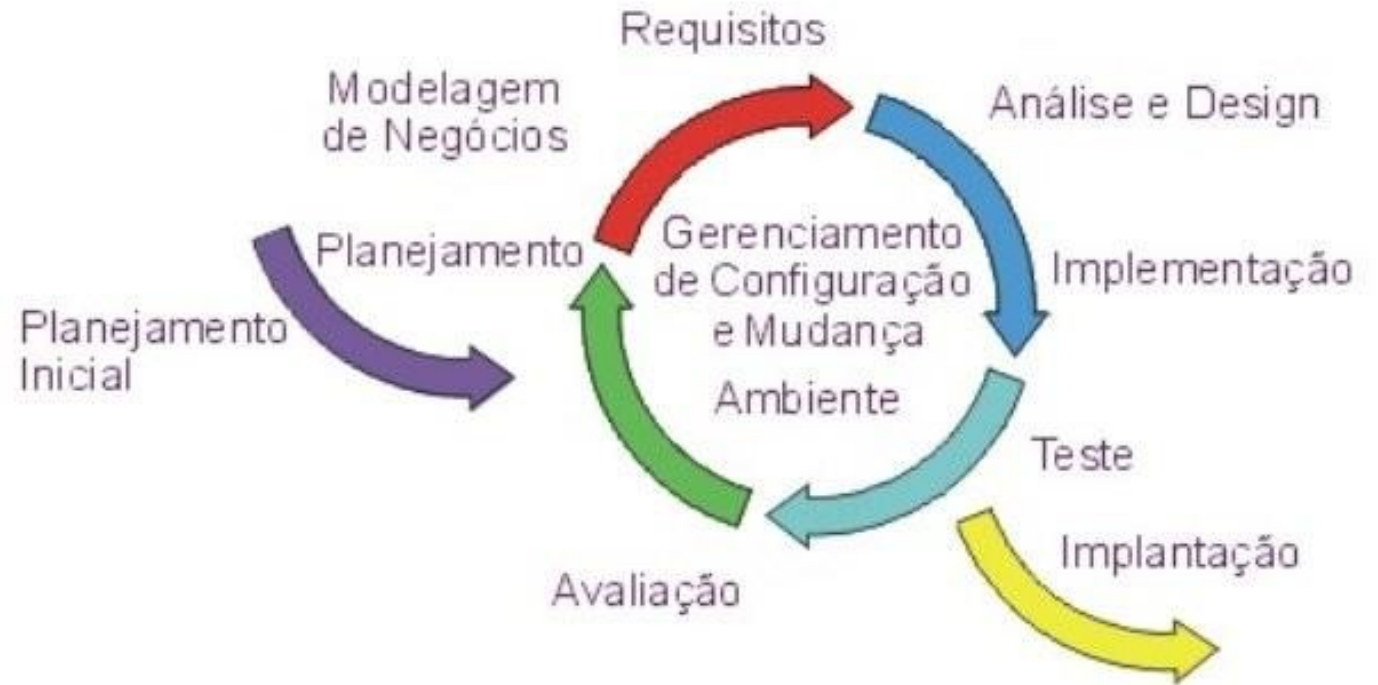 Requisitos
Modelagem
de Negócios
Análise e Design
Planejamento
Gerenciamento
de Configuração
e Mudança
Implementação
Planejamento
Inicial
Ambiente
Teste
Implantação
Avaliação